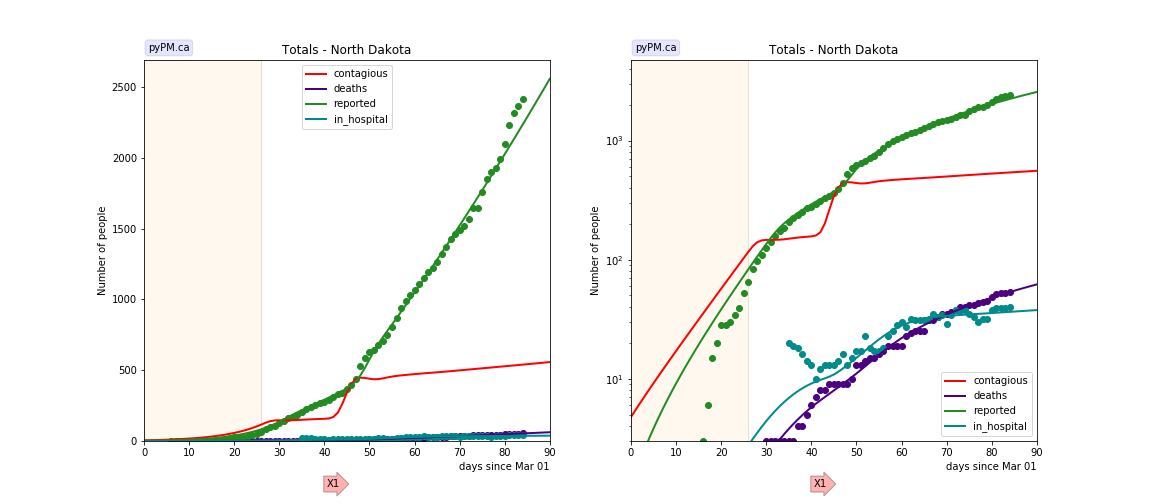 pyPM.ca
Totals - North Dakota
Number of people
2500
2000
1500
1000
500
0
contagious
deaths
reported
in_hospital
0 10 20 30 40 50 60 70 80 90
days since Mar 01
X1
pyPM.ca
Totals - North Dakota
Number of people
10³
10²
10¹
contagious
deaths
reported
in_hospital
0 10 20 30 40 50 60 70 80 90
days since Mar 01
X1